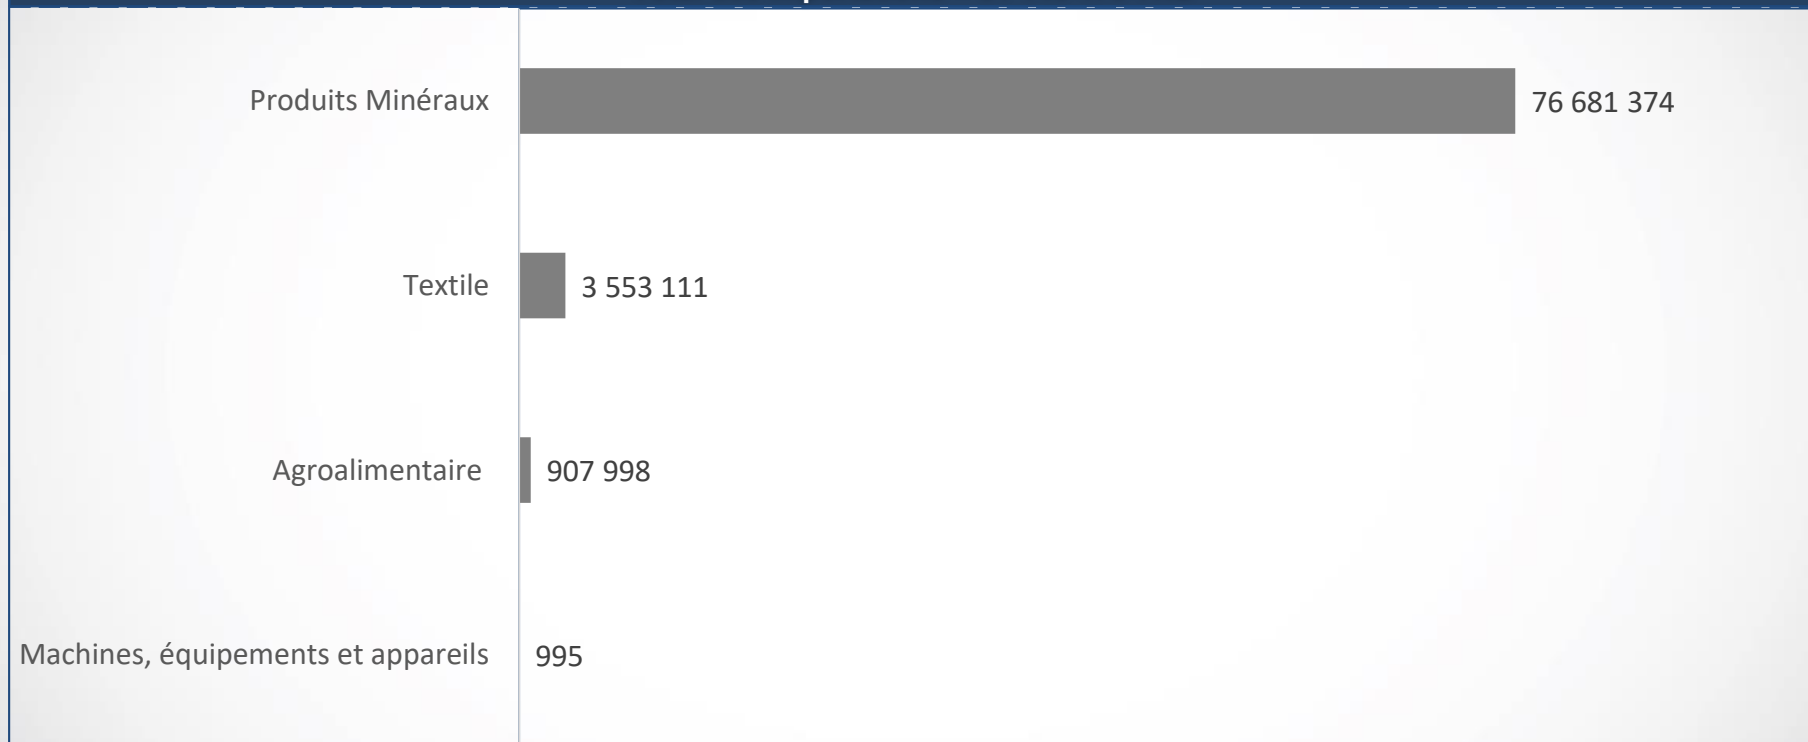 Produits Minéraux 76 681 374
Textile 3 553 111
Agroalimentaire 907 998
Machines, équipements et appareils 995